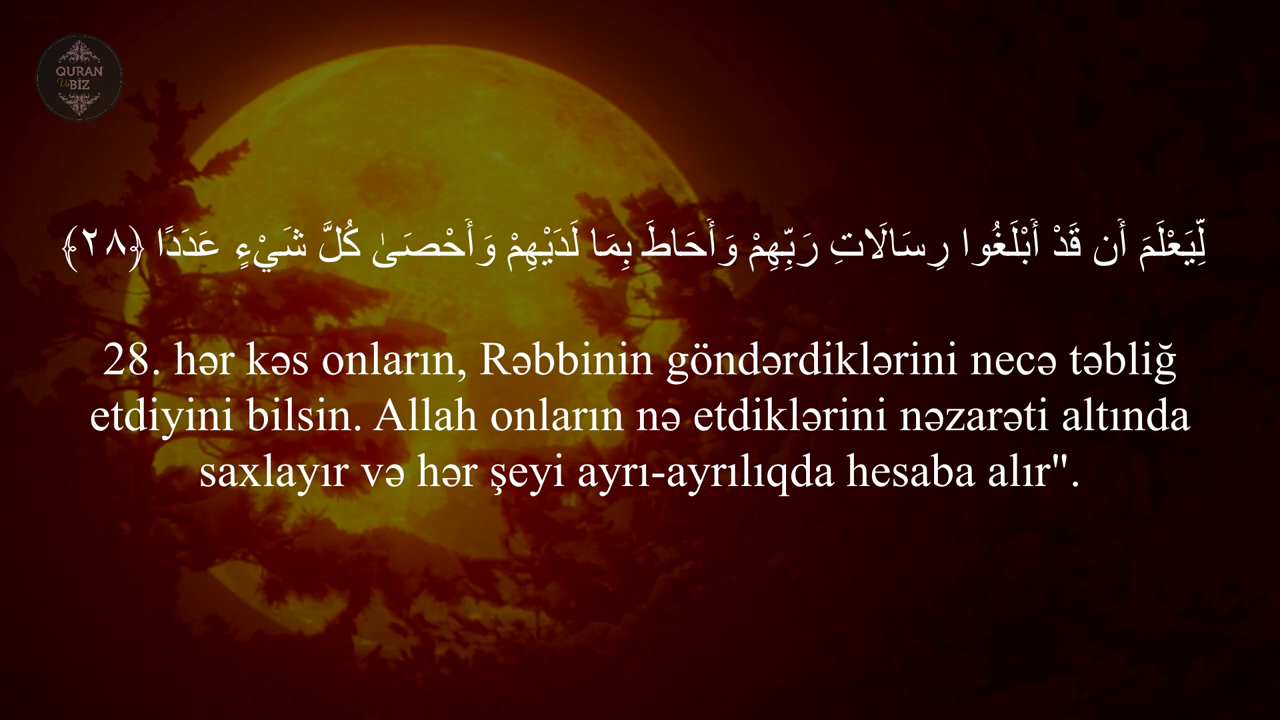 QURAN
Və BİZ
لِّيَعْلَمَ أَن قَدْ أَبْلَغُوا رِسَالَاتِ رَبِّهِمْ وَأَحَاطَ بِمَا لَدَيْهِمْ وَأَحْصَىٰ كُلَّ شَيْءٍ عَدَدًا ﴿٢٨﴾
28. hər kəs onların, Rəbbinin göndərdiklərini necə təbliğ
etdiyini bilsin. Allah onların nə etdiklərini nəzarəti altında
saxlayır və hər şeyi ayrı-ayrılıqda hesaba alır".